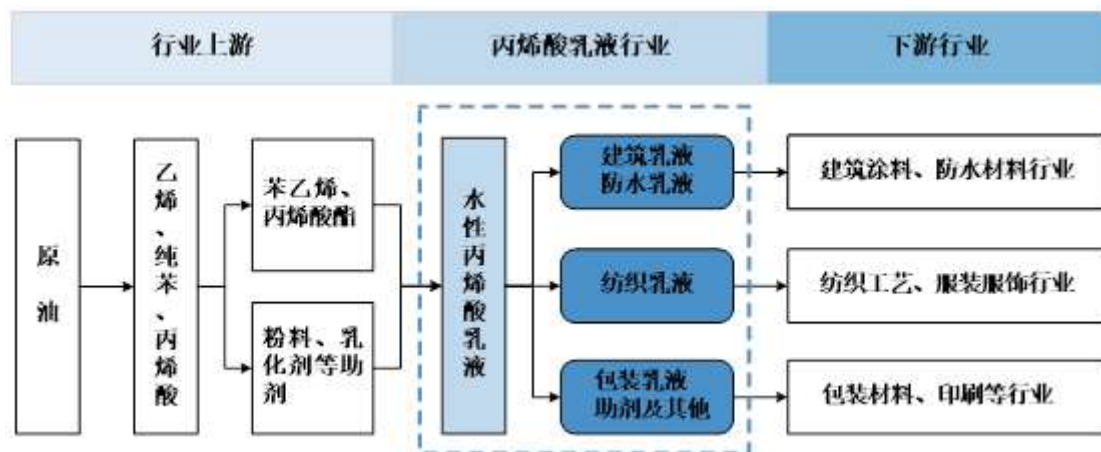 行业上游
丙烯酸乳液行业
下游行业
原油
乙烯、纯苯、丙烯酸
苯乙烯、
丙烯酸酯
粉料、乳
化剂等助
剂
水性丙烯酸乳液
建筑乳液
防水乳液
纺织乳液
包装乳液
助剂及其他
建筑涂料、防水材料行业
纺织工艺、服装服饰行业
包装材料、印刷等行业